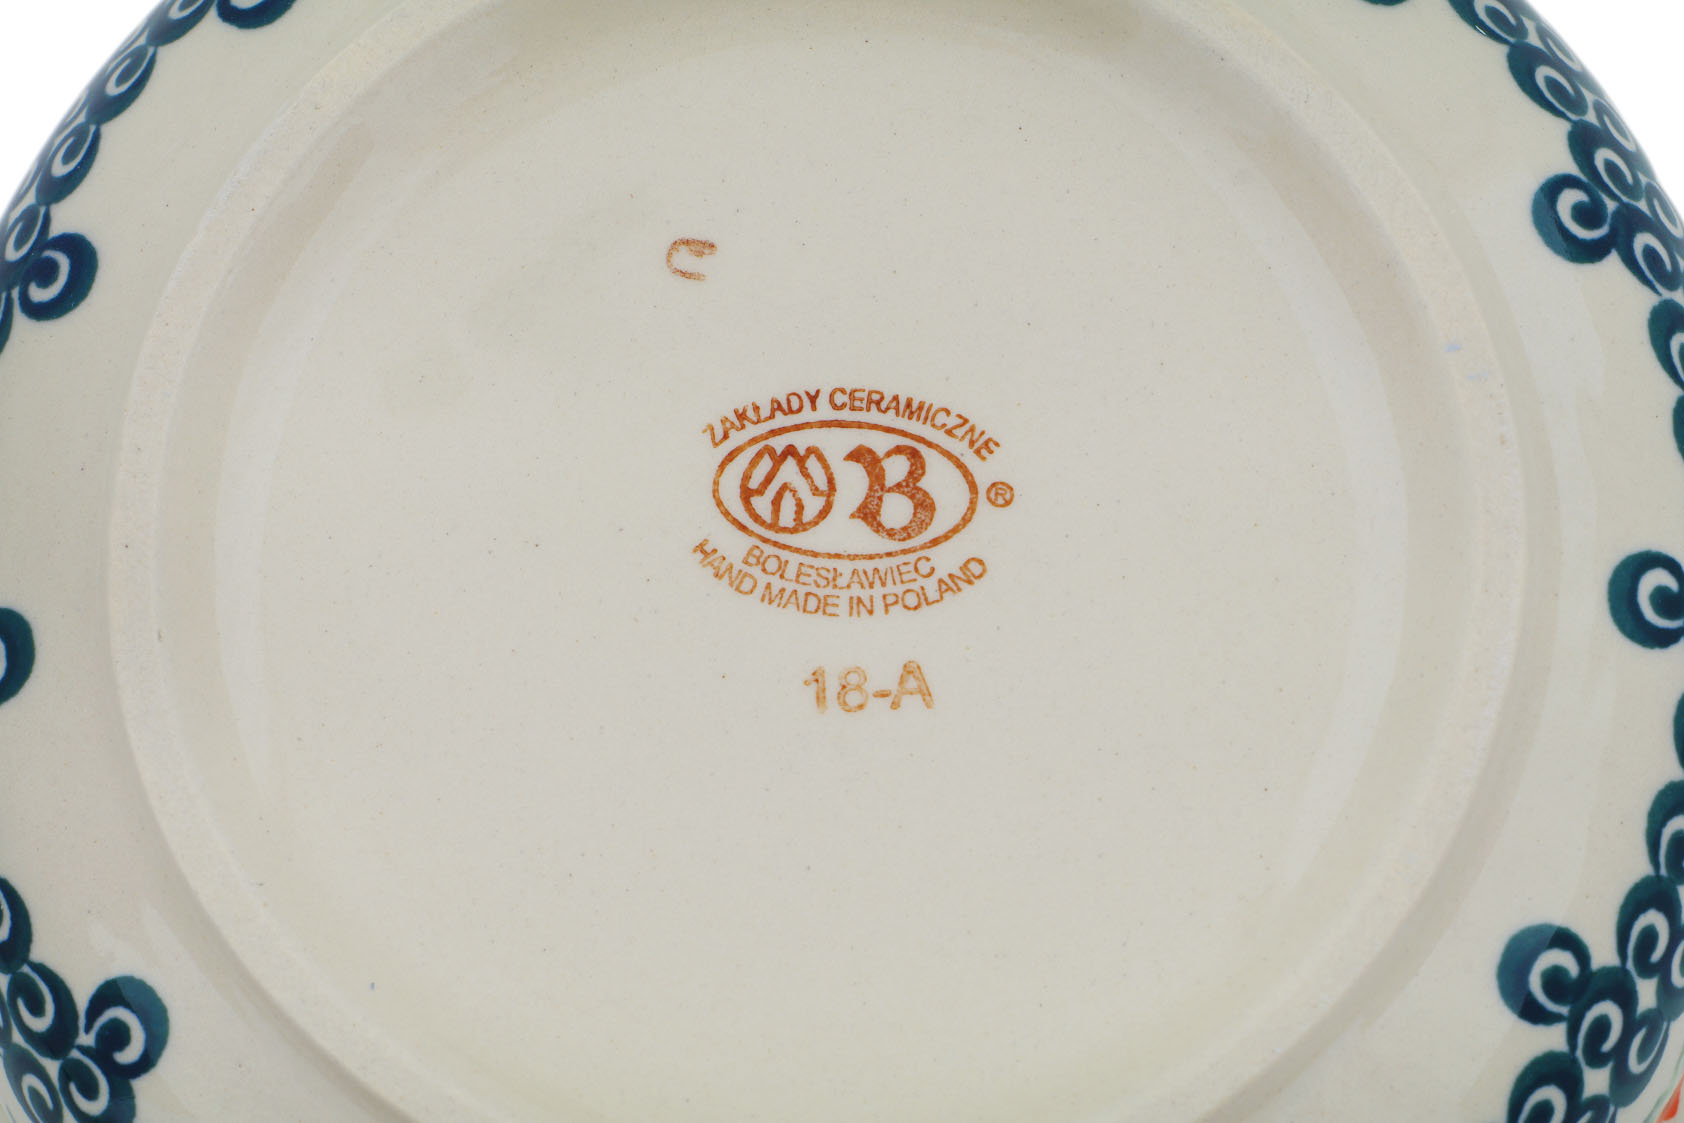 ZAKŁADY CERAMICZNE
B ®
BOLESŁAWIEC
HAND MADE IN POLAND
18-A